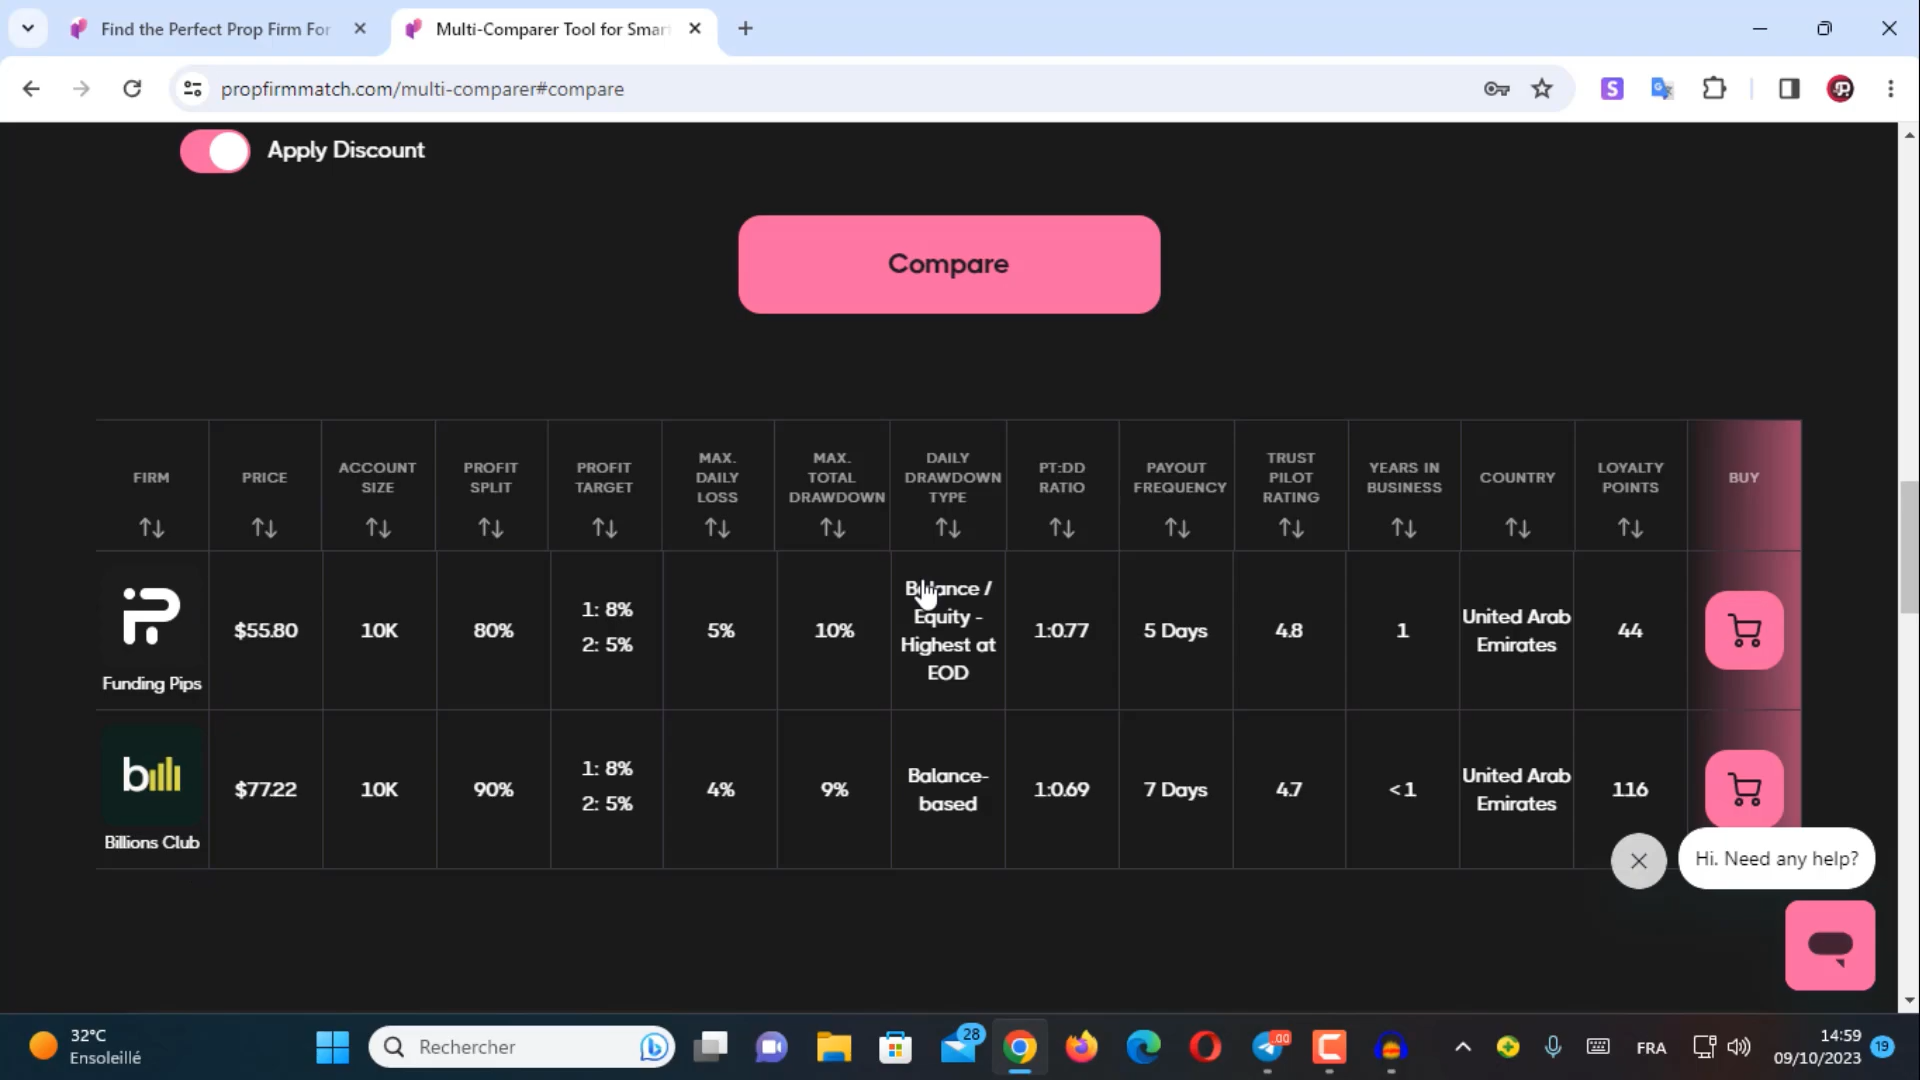 Find the Perfect Prop Firm For
Multi-Comparer Tool for Smar
propfirmmatch.com/multi-comparer#compare
Apply Discount
Compare
FIRM
PRICE
ACCOUNT
SIZE
PROFIT
SPLIT
PROFIT
TARGET
MAX.
DAILY
LOSS
MAX.
TOTAL
DRAWDOWN
DAILY
DRAWDOWN
TYPE
PT:DD
RATIO
PAYOUT
FREQUENCY
TRUST
PILOT
RATING
YEARS IN
BUSINESS
COUNTRY
LOYALTY
POINTS
BUY
Funding Pips
$55.80
10K
80%
1: 8%
2: 5%
5%
10%
Balance /
Equity -
Highest at
EOD
1:0.77
5 Days
4.8
1
United Arab
Emirates
44
billi
Billions Club
$77.22
10K
90%
1: 8%
2: 5%
4%
9%
Balance-
based
1:0.69
7 Days
4.7
<1
United Arab
Emirates
116
Hi. Need any help?
32°C
Ensoleillé
Rechercher
28
.00
FRA
14:59
09/10/2023
19